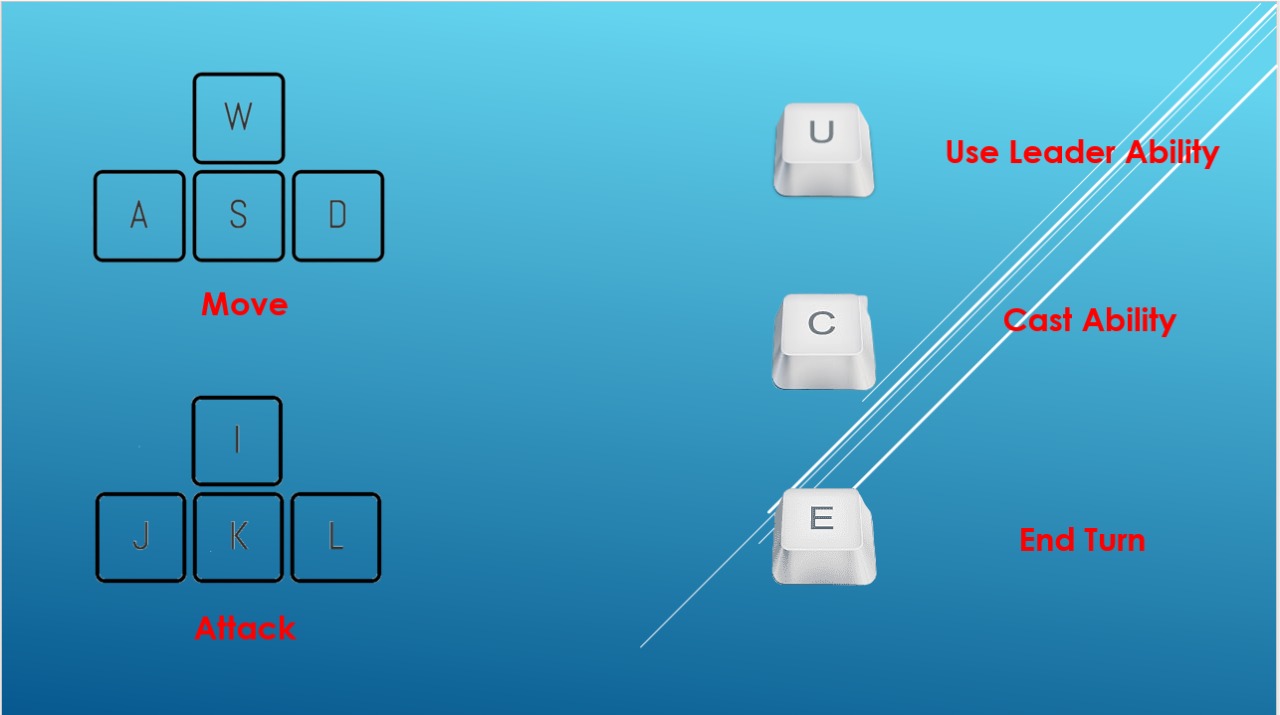 W
A S D
Move
I
J K L
Attack
U
Use Leader Ability
C
Cast Ability
E
End Turn